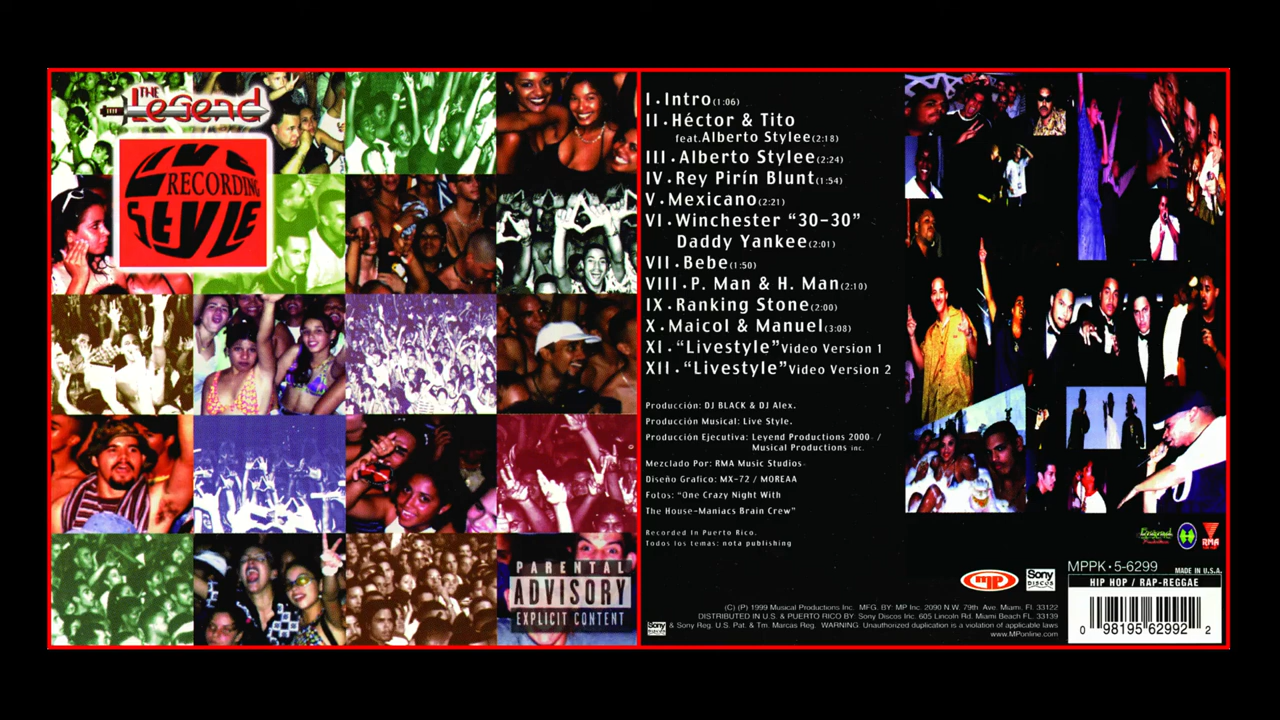 THE
Legend
LIVE
RECORDING
STYLE
PARENTAL
ADVISORY
EXPLICIT CONTENT
I . Intro (1:06)
II . Héctor & Tito
feat. Alberto Stylee (2:18)
III . Alberto Stylee (2:24)
IV . Rey Pirín Blunt (1:54)
V . Mexicano (2:21)
VI . Winchester “30-30”
Daddy Yankee (2:01)
VII . Bebe (1:50)
VIII . P. Man & H. Man (2:10)
IX . Ranking Stone (2:00)
X . Maicol & Manuel (3:08)
XI . “Livestyle” Video Version 1
XII . “Livestyle” Video Version 2
Producción: DJ BLACK & DJ Alex.
Producción Musical: Live Style.
Producción Ejecutiva: Leyend Productions 2000 /
Musical Productions inc.
Mezclado Por: RMA Music Studios
Diseño Grafico: MX-72 / MOREAA
Fotos: “One Crazy Night With
The House-Maniacs Brain Crew”
Recorded In Puerto Rico.
Todos los temas: nota publishing
RMA
mp
Sony
DISCOS
MPPK • 5-6299
MADE IN U.S.A.
HIP HOP / RAP-REGGAE
0 98195 62992 2
(C) (P) 1999 Musical Productions Inc. MFG. BY: MP Inc. 2090 N.W. 79th Ave. Miami, Fl. 33122
DISTRIBUTED IN U.S. & PUERTO RICO BY: Sony Discos Inc. 605 Lincoln Rd. Miami Beach FL. 33139
Sony
DISCOS
& Sony Reg. U.S. Pat. & Tm. Marcas Reg. WARNING: Unauthorized duplication is a violation of applicable laws
www.MPonline.com